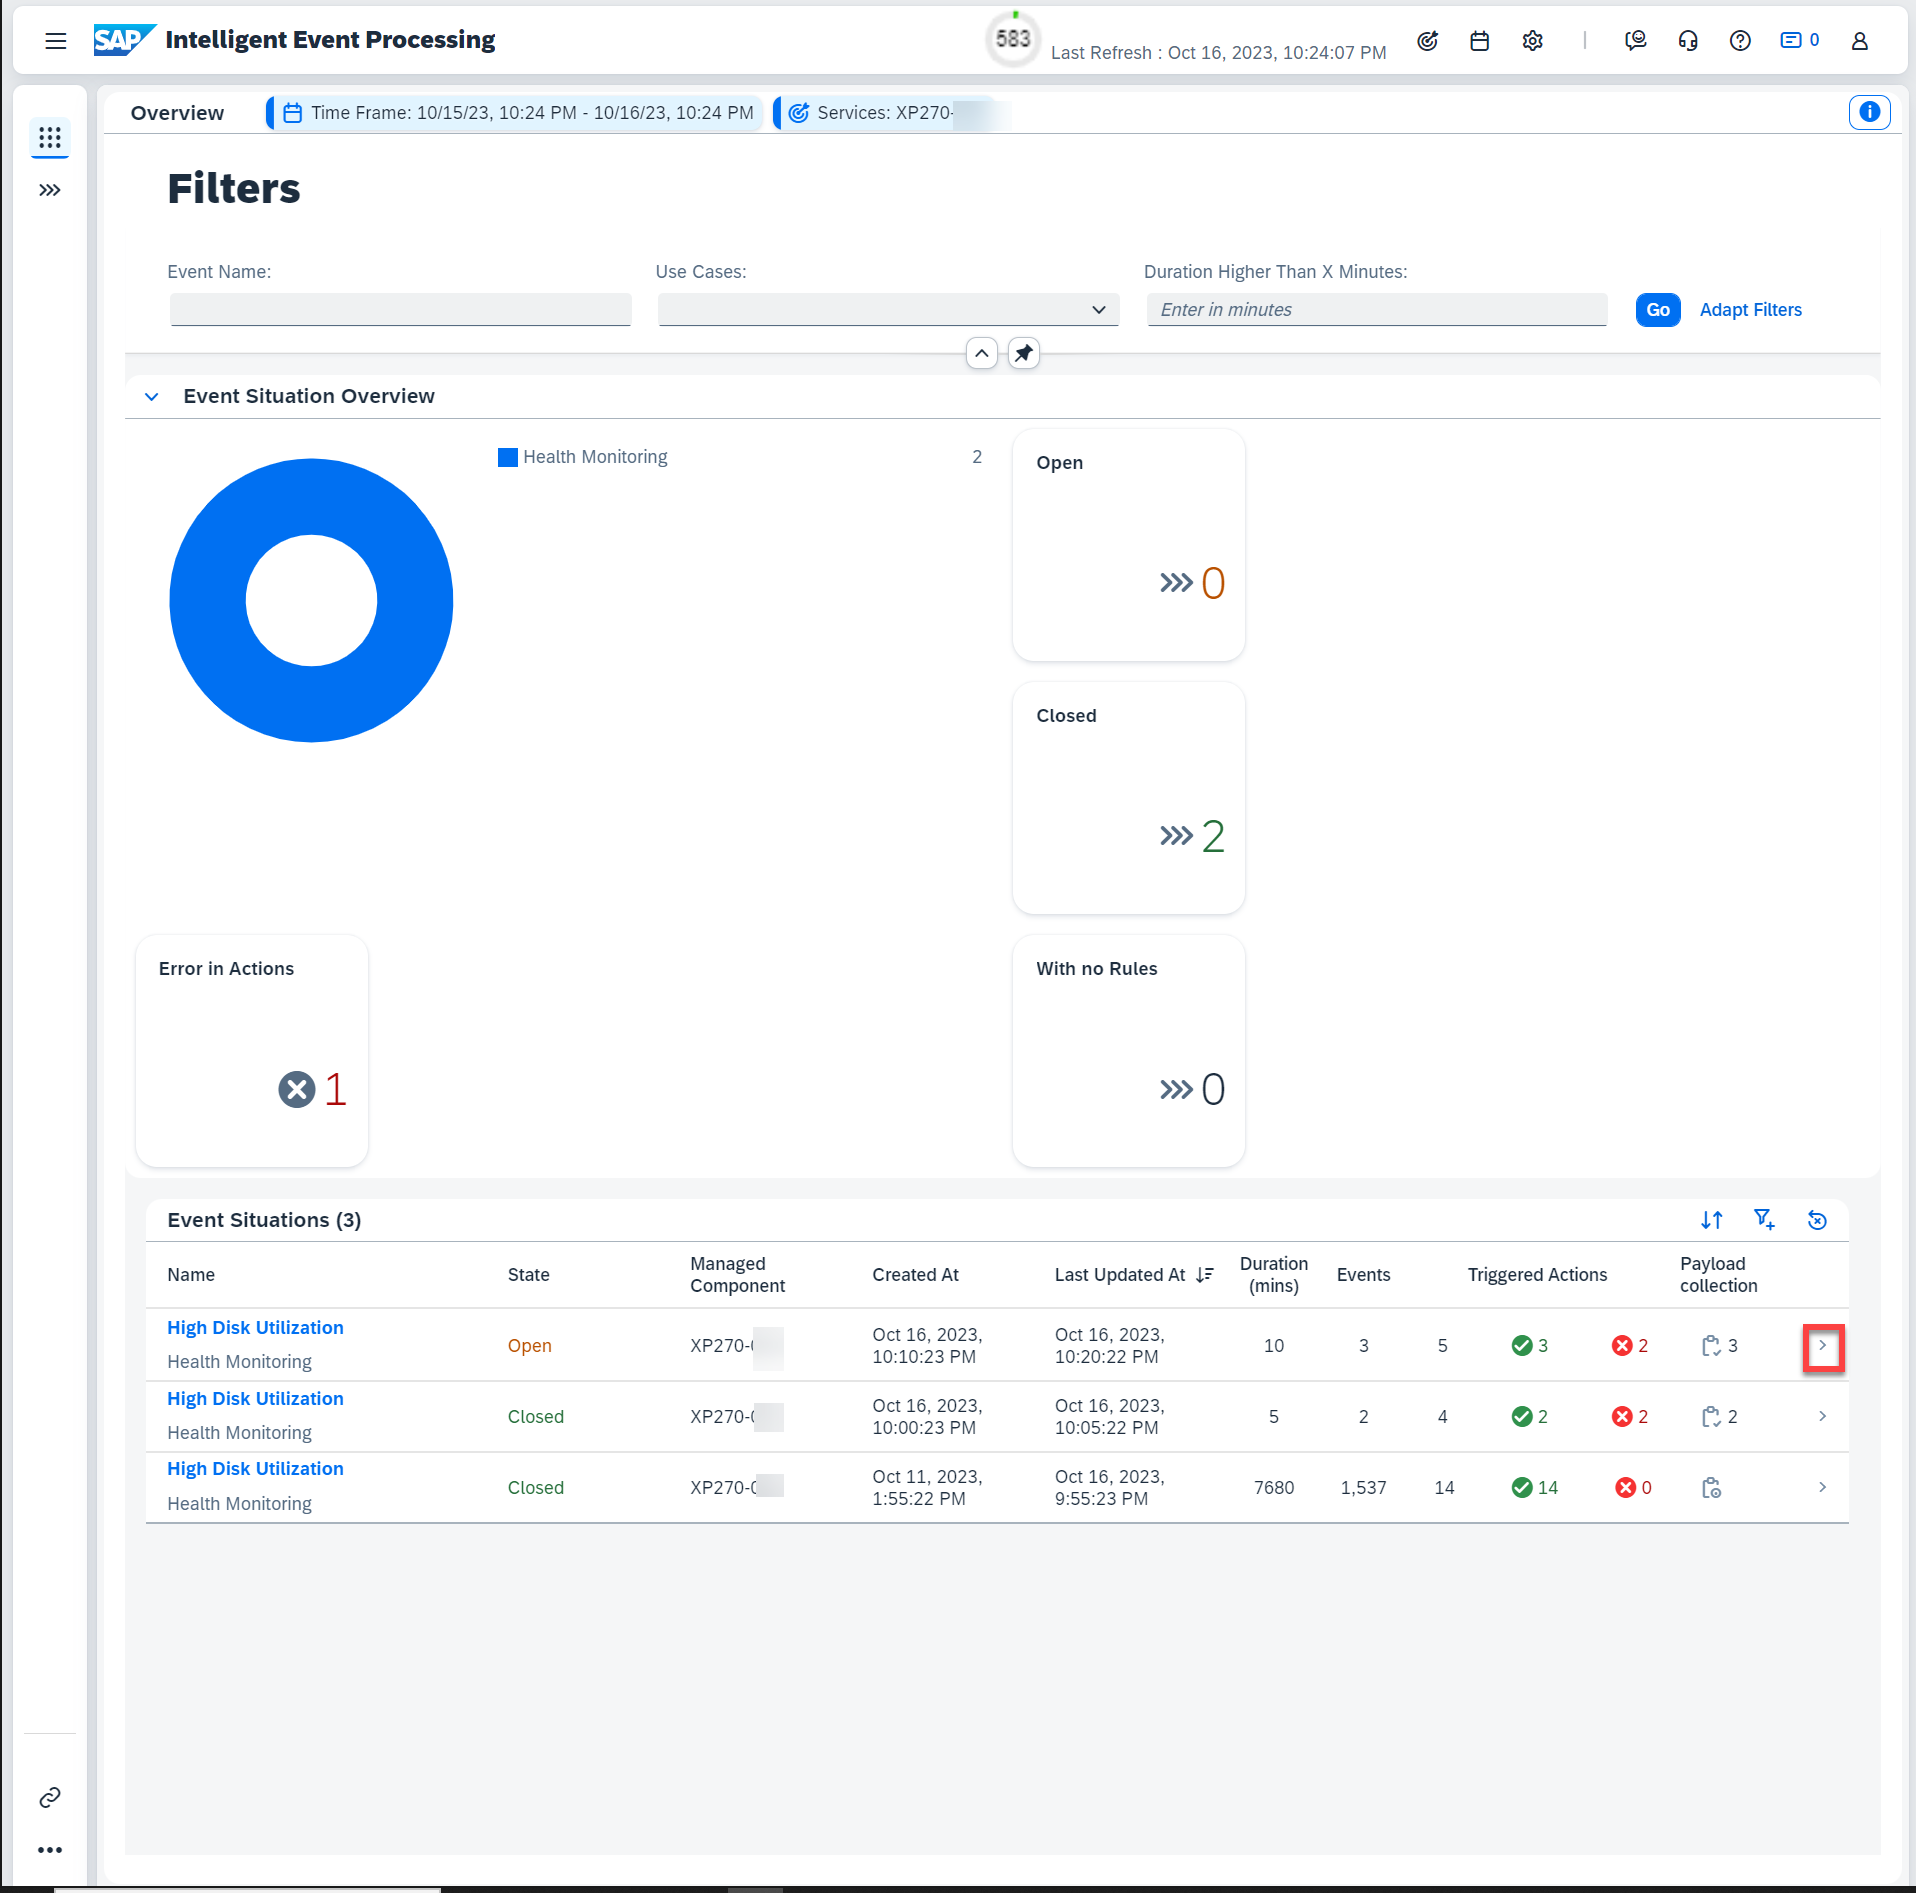 SAP Intelligent Event Processing
583
Last Refresh : Oct 16, 2023, 10:24:07 PM
0
Overview
Time Frame: 10/15/23, 10:24 PM - 10/16/23, 10:24 PM
Services: XP270-
Filters
Event Name:
Use Cases:
Duration Higher Than X Minutes:
Enter in minutes
Go
Adapt Filters
Event Situation Overview
Health Monitoring 2
Open
0
Closed
2
Error in Actions
1
With no Rules
0
Event Situations (3)
Name State Managed Component Created At Last Updated At Duration (mins) Events Triggered Actions Payload collection
High Disk Utilization
Health Monitoring
Open
XP270-
Oct 16, 2023,
10:10:23 PM
Oct 16, 2023,
10:20:22 PM
10 3 5 3 2 3
High Disk Utilization
Health Monitoring
Closed
XP270-
Oct 16, 2023,
10:00:23 PM
Oct 16, 2023,
10:05:22 PM
5 2 4 2 2 2
High Disk Utilization
Health Monitoring
Closed
XP270-
Oct 11, 2023,
1:55:22 PM
Oct 16, 2023,
9:55:23 PM
7680 1,537 14 14 0